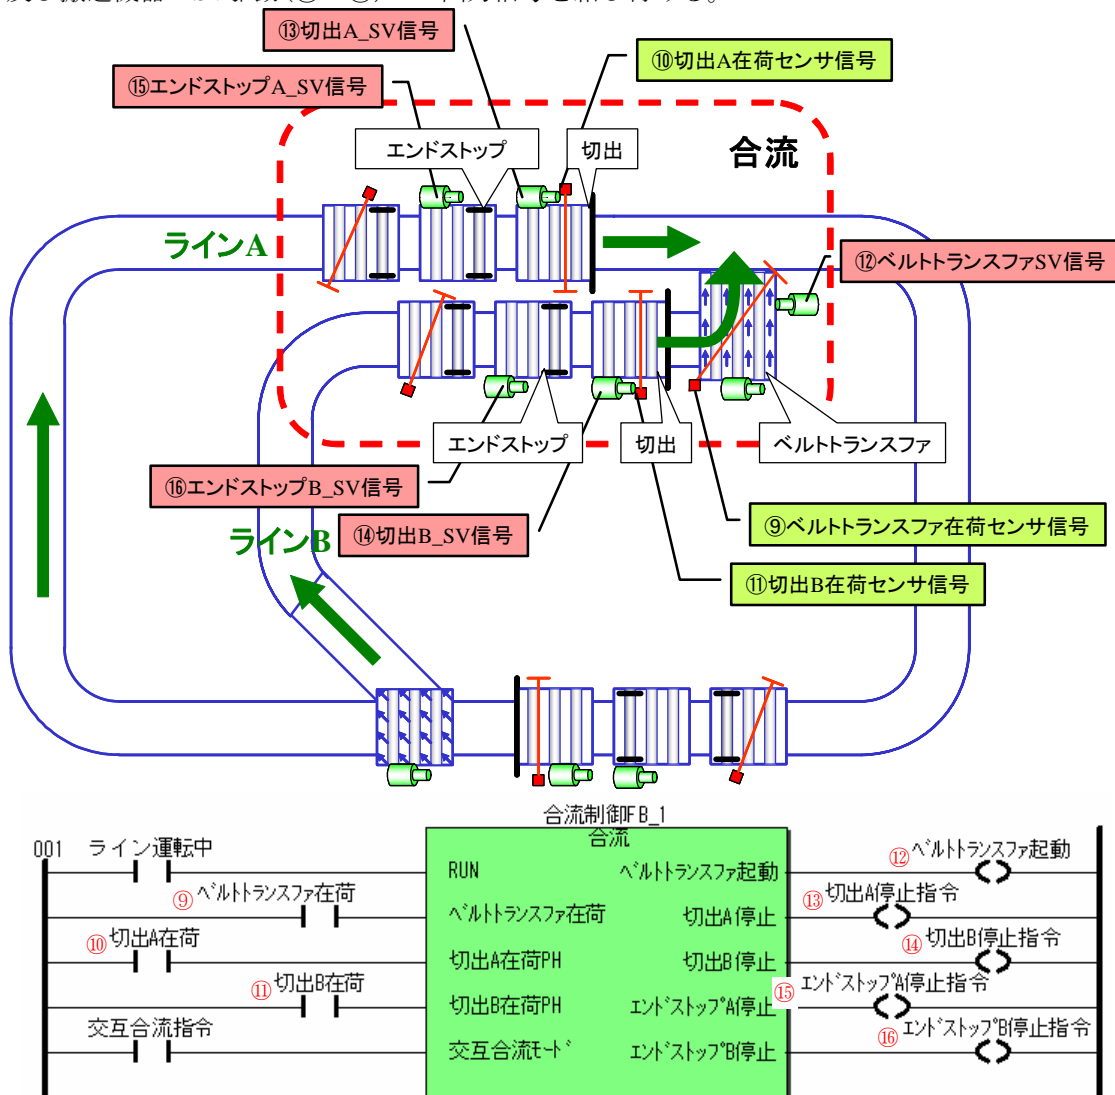 ⑬切出A_SV信号
⑩切出A在荷センサ信号
⑮エンドストップA_SV信号
エンドストップ
切出
合流
ラインA
⑫ベルトトランスファSV信号
エンドストップ
切出
ベルトトランスファ
⑯エンドストップB_SV信号
⑨ベルトトランスファ在荷センサ信号
ラインB
⑭切出B_SV信号
⑪切出B在荷センサ信号
合流制御FB_1
合流
001 ライン運転中
RUN
ベルトトランスファ起動
⑫ベルトトランスファ起動
⑨ベルトトランスファ在荷
ベルトトランスファ在荷
切出A停止
⑬切出A停止指令
⑩切出A在荷
切出A在荷PH
切出B停止
⑭切出B停止指令
⑪切出B在荷
切出B在荷PH
エンドストップA停止
⑮エンドストップA停止指令
交互合流指令
交互合流モード
エンドストップB停止
⑯エンドストップB停止指令